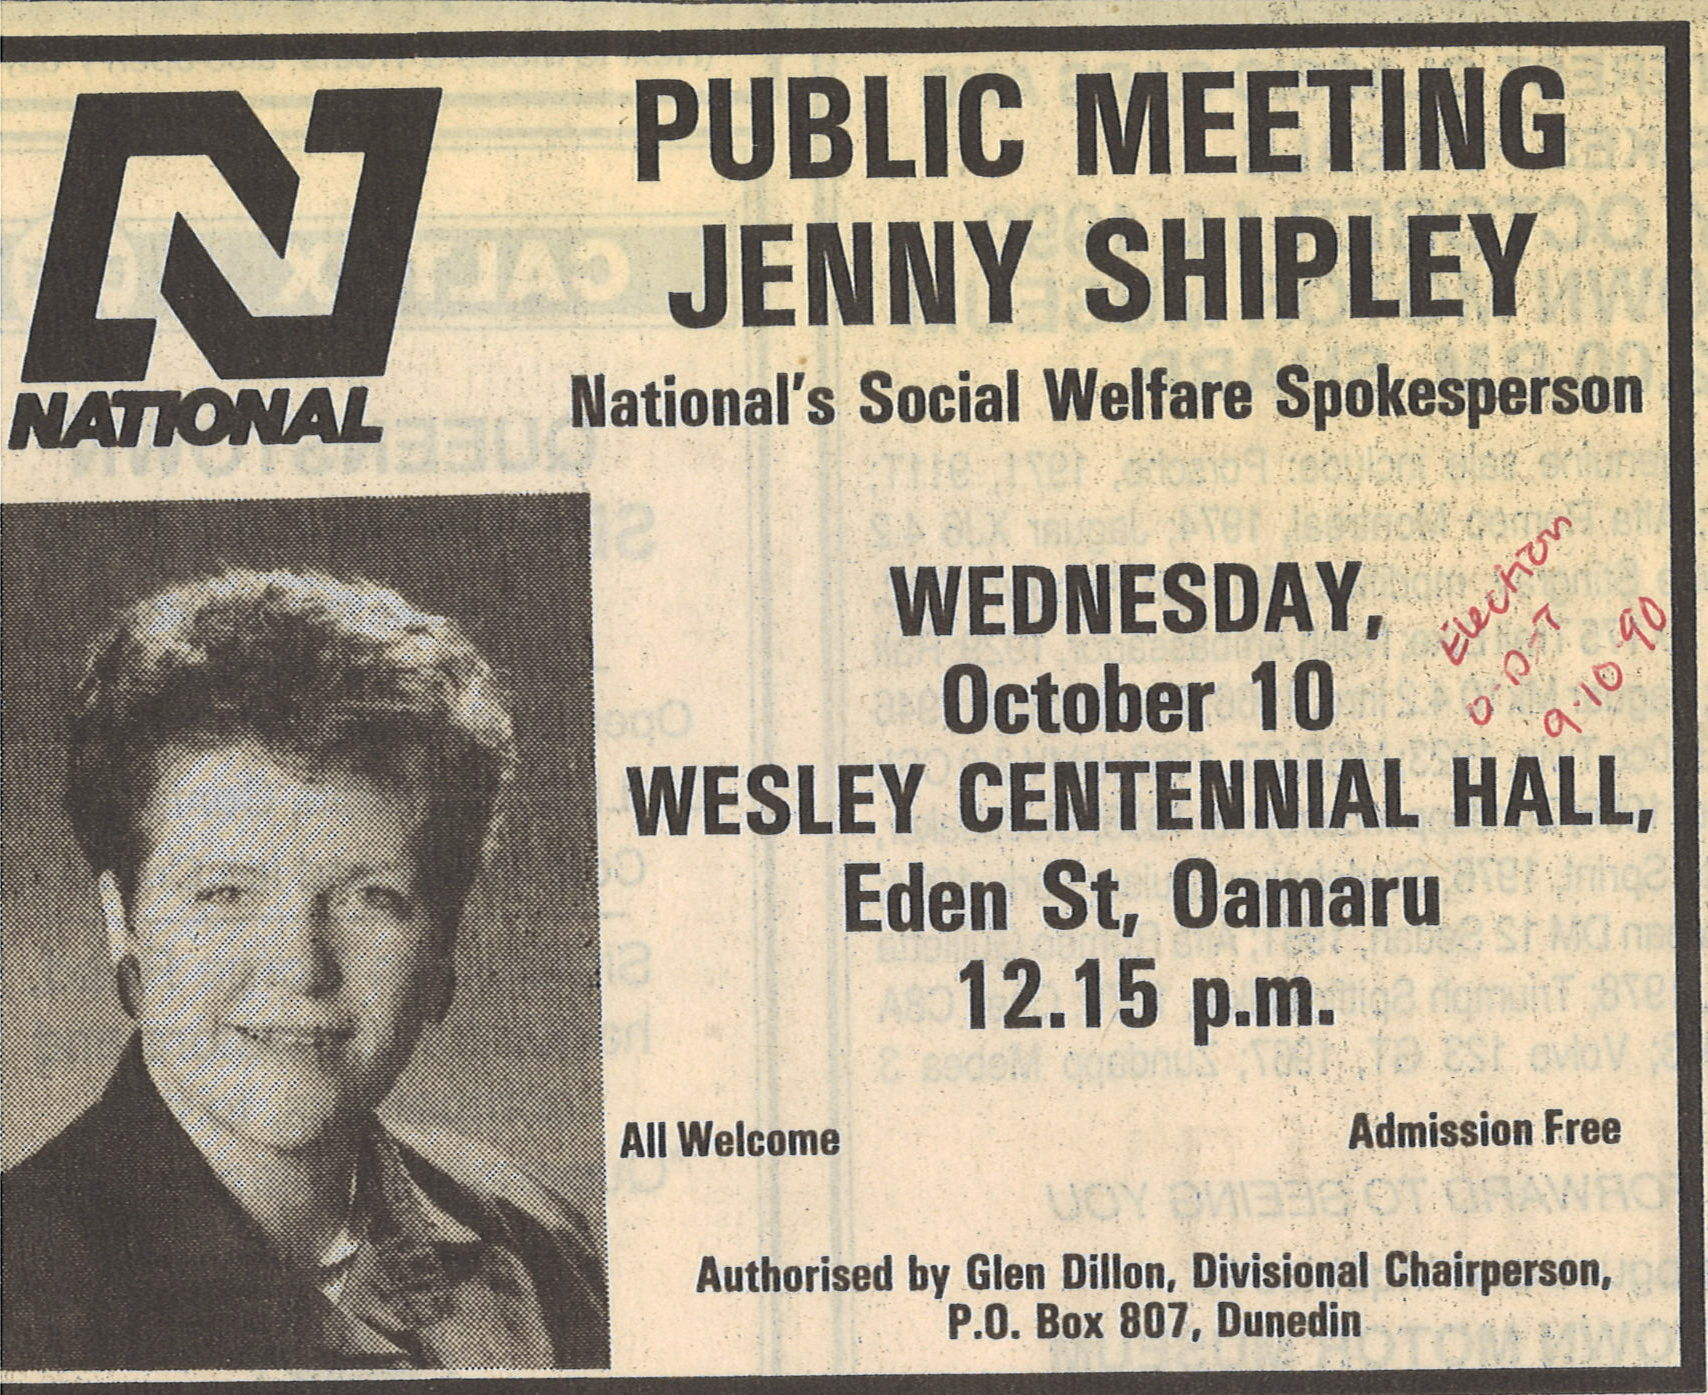 PUBLIC MEETING
JENNY SHIPLEY
National's Social Welfare Spokesperson
NATIONAL
WEDNESDAY,
October 10
WESLEY CENTENNIAL HALL,
Eden St, Oamaru
12.15 p.m.
Election
O.D.T
9.10.90
All Welcome
Admission Free
Authorised by Glen Dillon, Divisional Chairperson,
P.O. Box 807, Dunedin